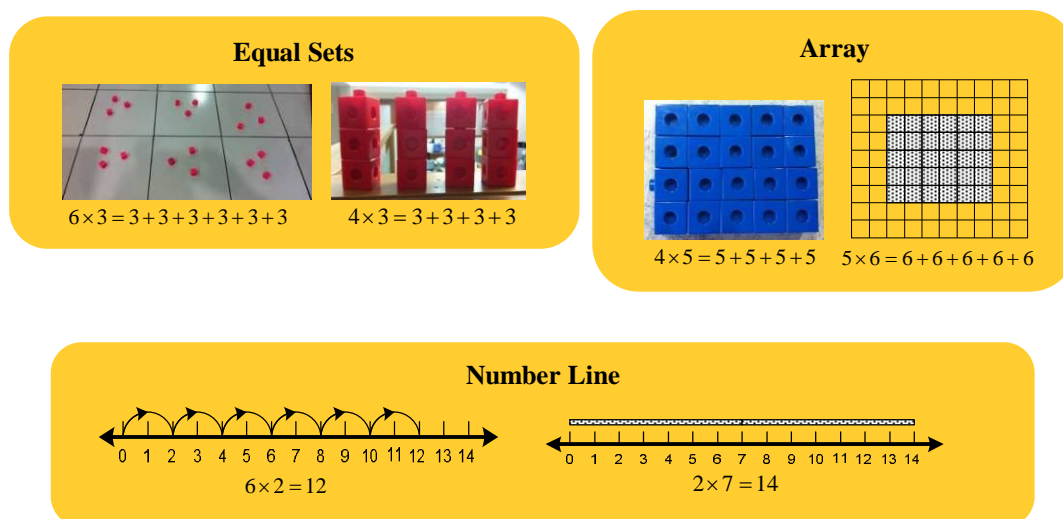 Equal Sets
6×3=3+3+3+3+3+3
4×3=3+3+3+3
Array
4×5=5+5+5+5
5×6=6+6+6+6+6
Number Line
0 1 2 3 4 5 6 7 8 9 10 11 12 13 14
6×2=12
0 1 2 3 4 5 6 7 8 9 10 11 12 13 14
2×7=14